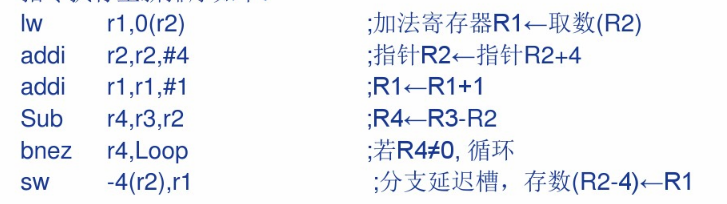 lw r1,0(r2) ;加法寄存器R1←取数(R2)
addi r2,r2,#4 ;指针R2←指针R2+4
addi r1,r1,#1 ;R1←R1+1
Sub r4,r3,r2 ;R4←R3-R2
bnez r4,Loop ;若R4≠0, 循环
sw -4(r2),r1 ;分支延迟槽，存数(R2-4)←R1